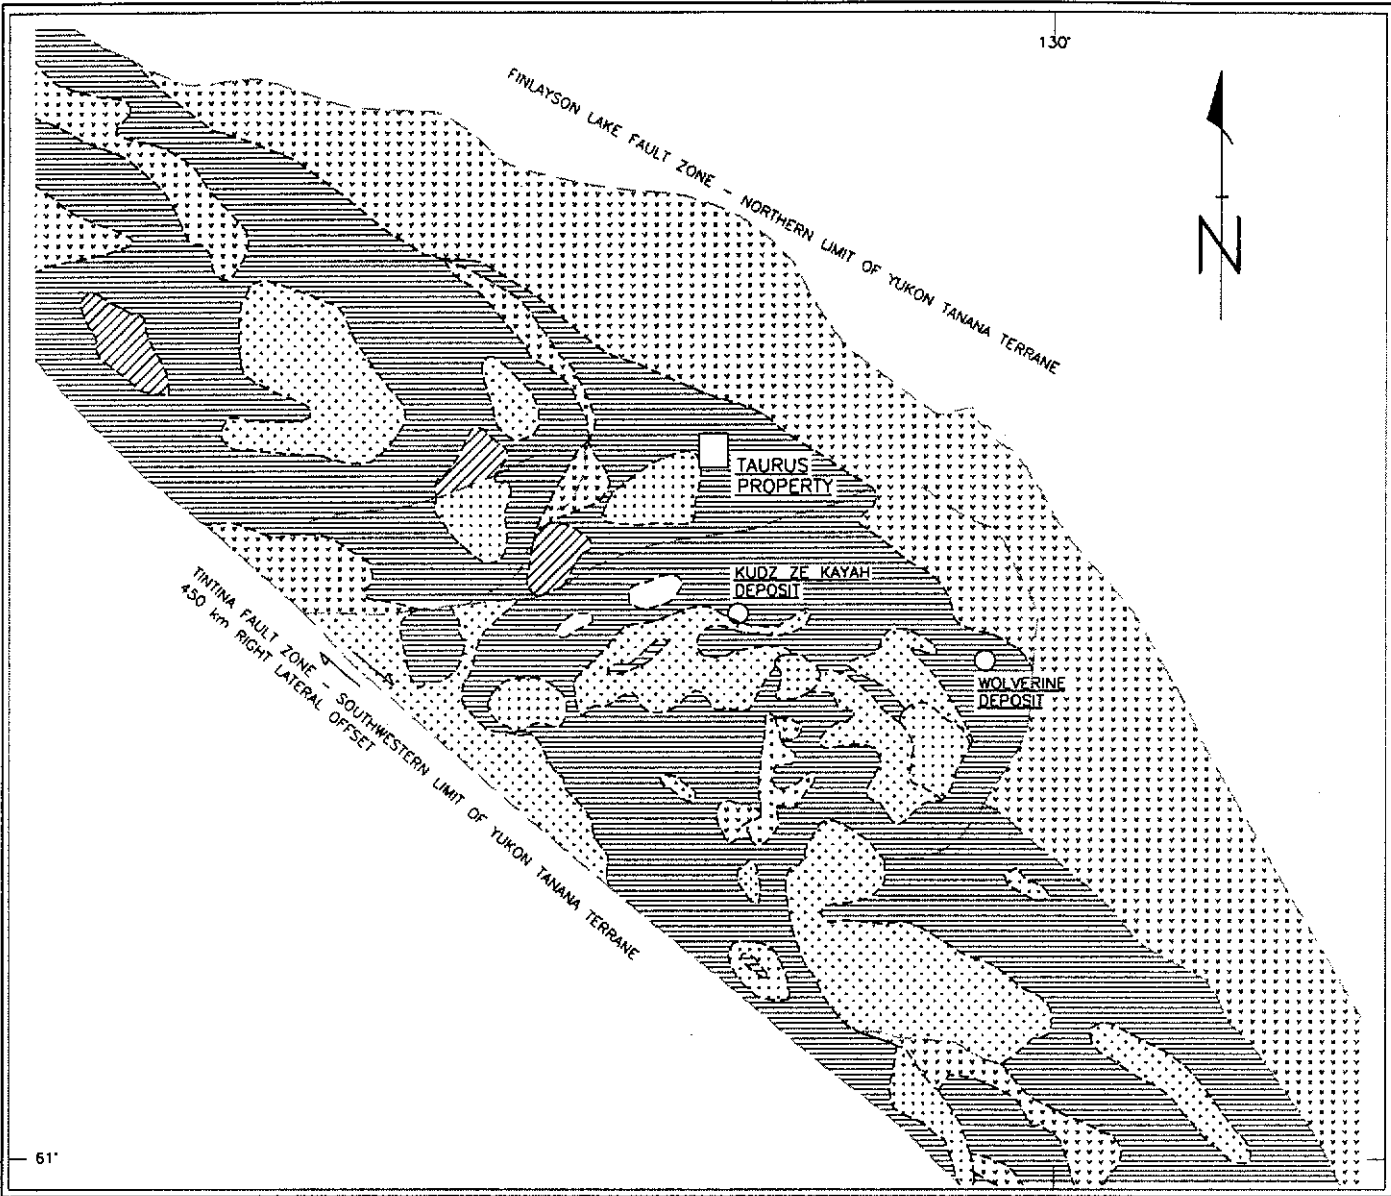 130°
FINLAYSON LAKE FAULT ZONE - NORTHERN LIMIT OF YUKON TANANA TERRANE
N
TAURUS
PROPERTY
KUDZ ZE KAYAH
DEPOSIT
WOLVERINE
DEPOSIT
TINTINA FAULT ZONE - SOUTHWESTERN LIMIT OF YUKON TANANA TERRANE
450 km RIGHT LATERAL OFFSET
61°